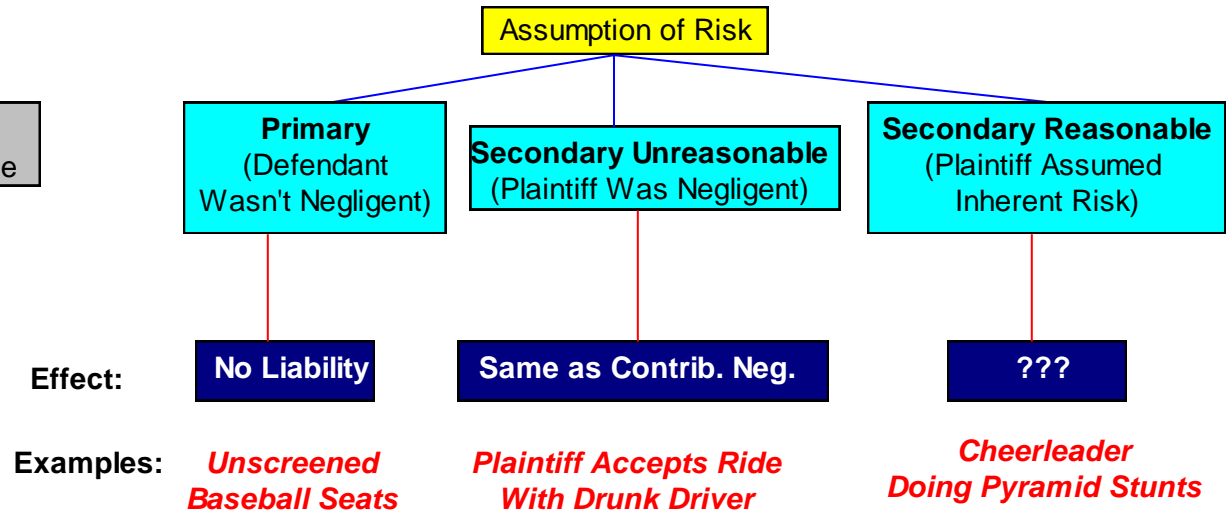 Assumption of Risk
e
Primary
(Defendant
Wasn't Negligent)
Secondary Unreasonable
(Plaintiff Was Negligent)
Secondary Reasonable
(Plaintiff Assumed
Inherent Risk)
Effect:
No Liability
Same as Contrib. Neg.
???
Examples:
Unscreened
Baseball Seats
Plaintiff Accepts Ride
With Drunk Driver
Cheerleader
Doing Pyramid Stunts